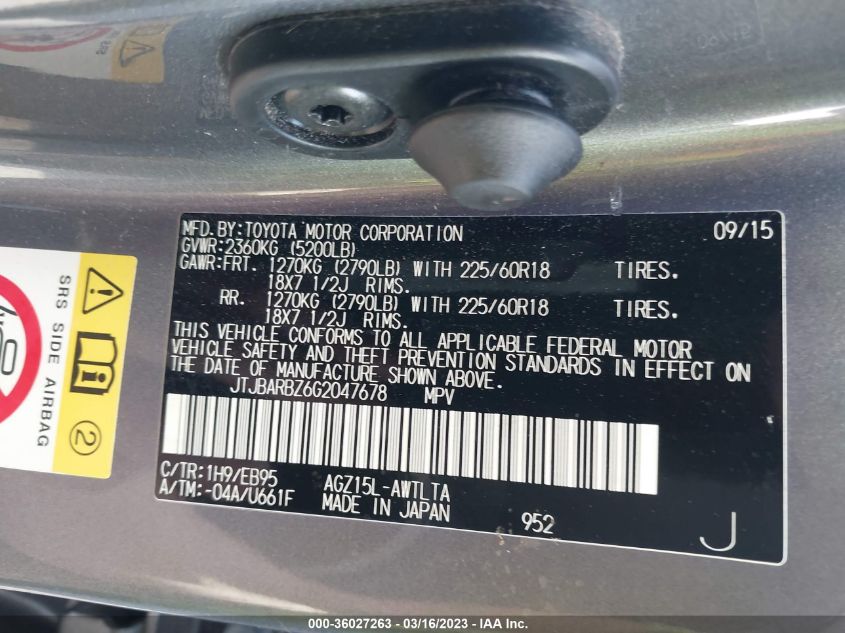 MFD. BY: TOYOTA MOTOR CORPORATION 09/15
GVWR: 2360KG (5200LB)
GAWR: FRT. 1270KG (2790LB) WITH 225/60R18 TIRES.
18X7 1/2J RIMS.
RR. 1270KG (2790LB) WITH 225/60R18 TIRES.
18X7 1/2J RIMS.
THIS VEHICLE CONFORMS TO ALL APPLICABLE FEDERAL MOTOR
VEHICLE SAFETY AND THEFT PREVENTION STANDARDS IN EFFECT ON
THE DATE OF MANUFACTURE SHOWN ABOVE.
JTJBARBZ6G2047678 MPV
C/TR: 1H9/EB95 AGZ15L-AWTLTA
A/TM: -04A/U661F MADE IN JAPAN 952 J
SRS SIDE AIRBAG
2
000-36027263 - 03/16/2023 - IAA Inc.